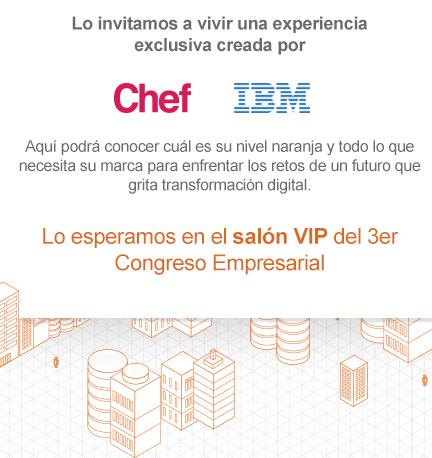 Lo invitamos a vivir una experiencia
exclusiva creada por
Chef IBM
Aquí podrá conocer cuál es su nivel naranja y todo lo que
necesita su marca para enfrentar los retos de un futuro que
grita transformación digital.
Lo esperamos en el salón VIP del 3er
Congreso Empresarial